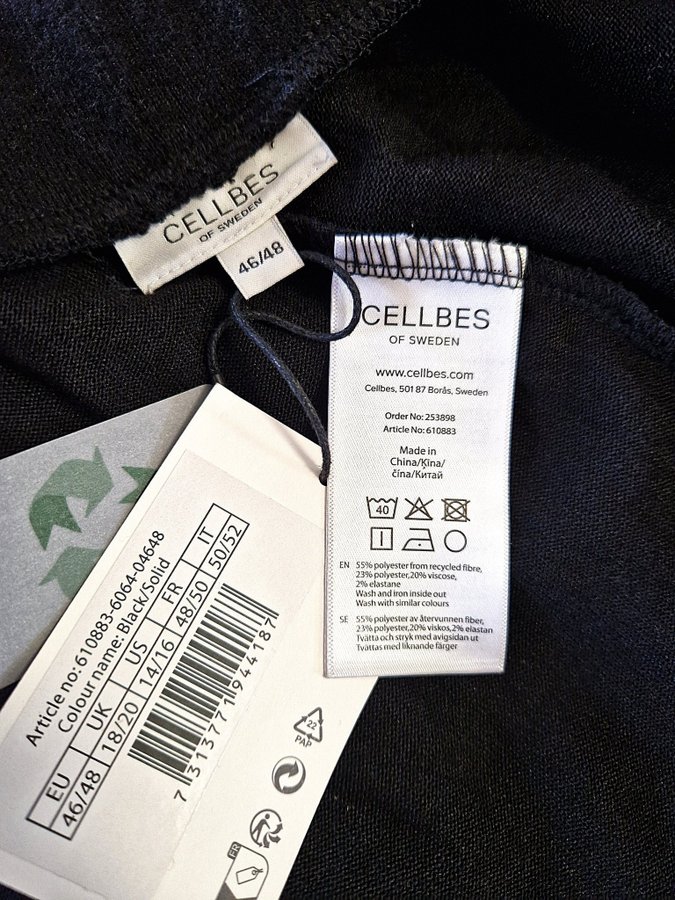 CELLBES
OF SWEDEN
46/48
CELLBES
OF SWEDEN
www.cellbes.com
Cellbes, 501 87 Borås, Sweden
Order No: 253898
Article No: 610883
Made in
China/Ķīna/
čína/Китай
40
EN 55% polyester from recycled fibre,
23% polyester, 20% viscose,
2% elastane
Wash and iron inside out
Wash with similar colours
SE 55% polyester av återvunnen fiber,
23% polyester, 20% viskos, 2% elastan
Tvätta och stryk med avigsidan ut
Tvättas med liknande färger
Article no: 610883-6064-04648
Colour name: Black/Solid
EU UK US FR IT
46/48 18/20 14/16 48/50 50/52
7 313771 944187
22
PAP
FR